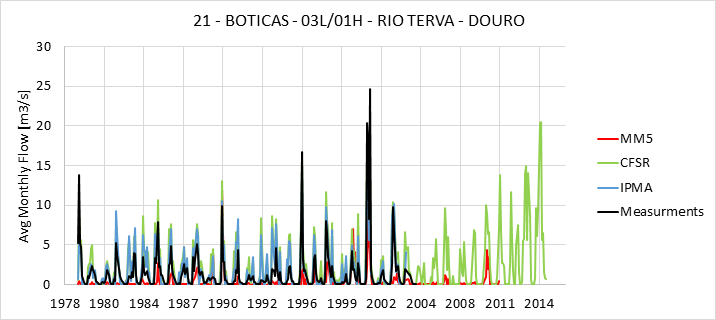 21 - BOTICAS - 03L/01H - RIO TERVA - DOURO
Avg Monthly Flow [m3/s]
30
25
20
15
10
5
0
1978 1980 1984 1987 1990 1992 1996 1999 2002 2004 2008 2011 2014
MM5
CFSR
IPMA
Measurments